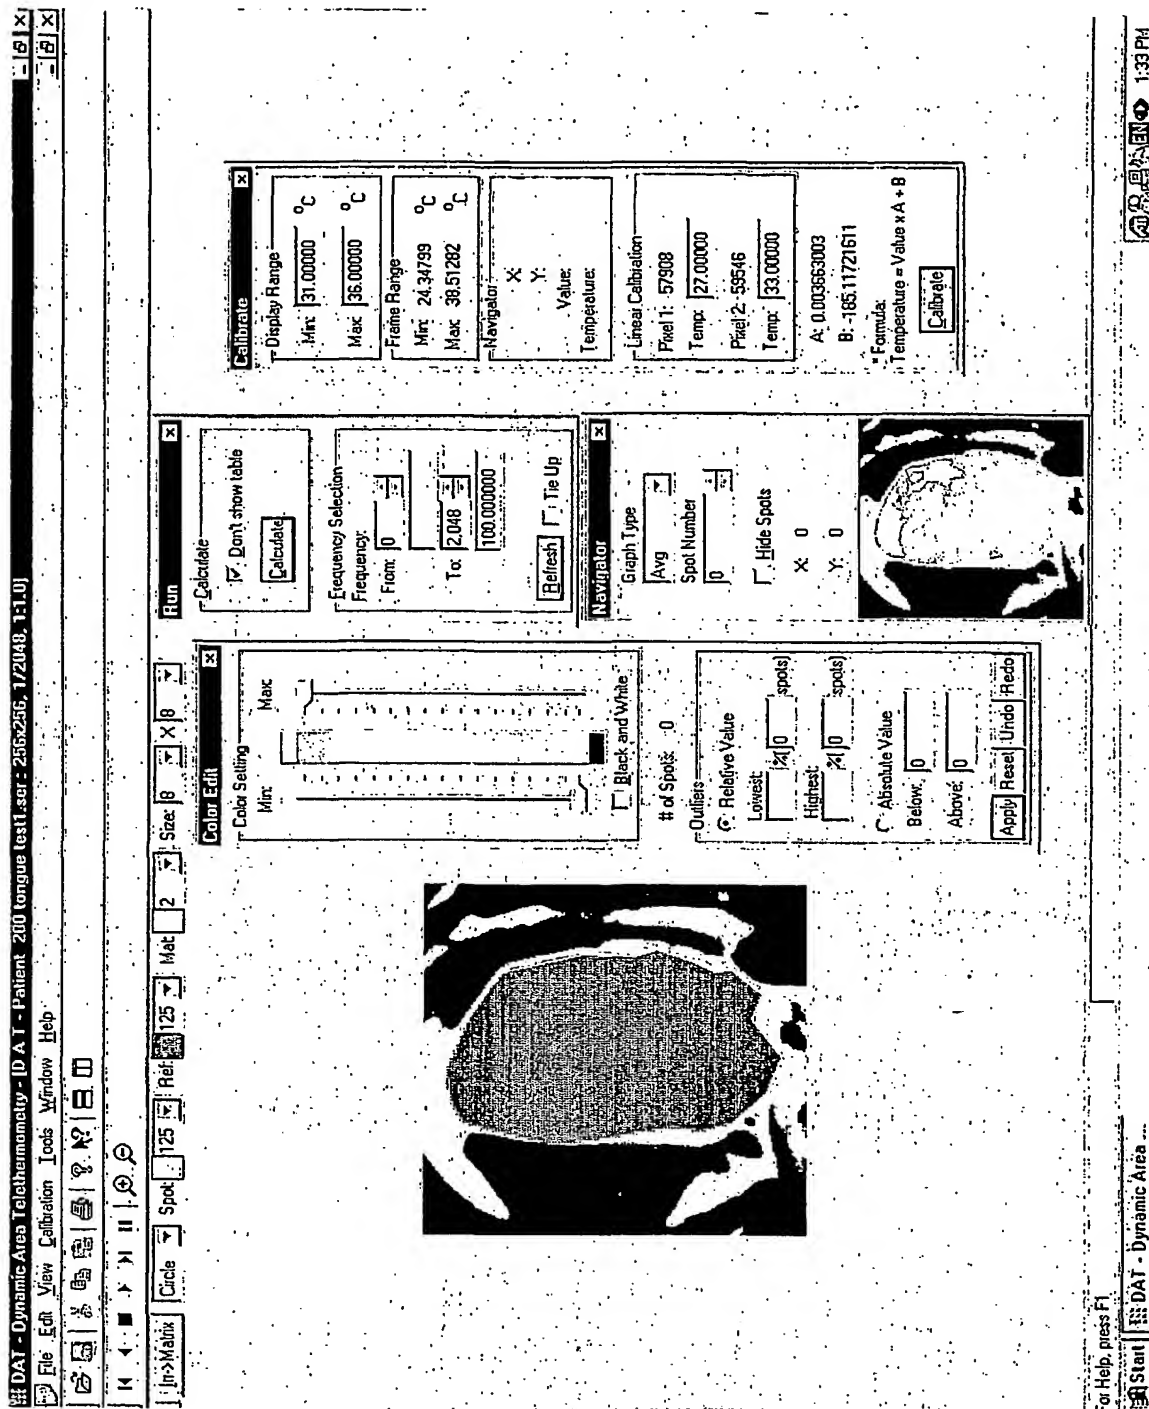 DAT - Dynamic Area Telethermometry - [D A T - Patient 200 tongue test1.ser : 256x256, 1/2048, 1:1.0]
File Edit View Calibration Tools Window Help
In->Matrix Circle Spot: 125 Ref: 125 Mat: 2 Size: 8 X 8
Color Edit
Color Setting
Min: Max:
Black and White
# of Spots: 0
Outliers
Relative Value
Lowest:
% 0 spots)
Highest:
% 0 spots)
Absolute Value
Below: 0
Above: 0
Apply Reset Undo Redo
Run
Calculate
Don't show table
Calculate
Frequency Selection
Frequency:
From: 0
To: 2,048
100.0000000
Refresh Tie Up
Navigator
Graph Type
Avg
Spot Number
0
Hide Spots
X: 0
Y: 0
Calibrate
Display Range
Min: 31.00000 °C
Max: 36.00000 °C
Frame Range
Min: 24.34799 °C
Max: 38.51282 °C
Navigator
X:
Y:
Value:
Temperature:
Linear Calibration
Pixel 1: 57908
Temp: 27.00000
Pixel 2: 59546
Temp: 33.00000
A: 0.003663003
B: -185.11721611
* Formula:
Temperature = Value x A + B
Calibrate
For Help, press F1
Start DAT - Dynamic Area ...
EN 1:33 PM